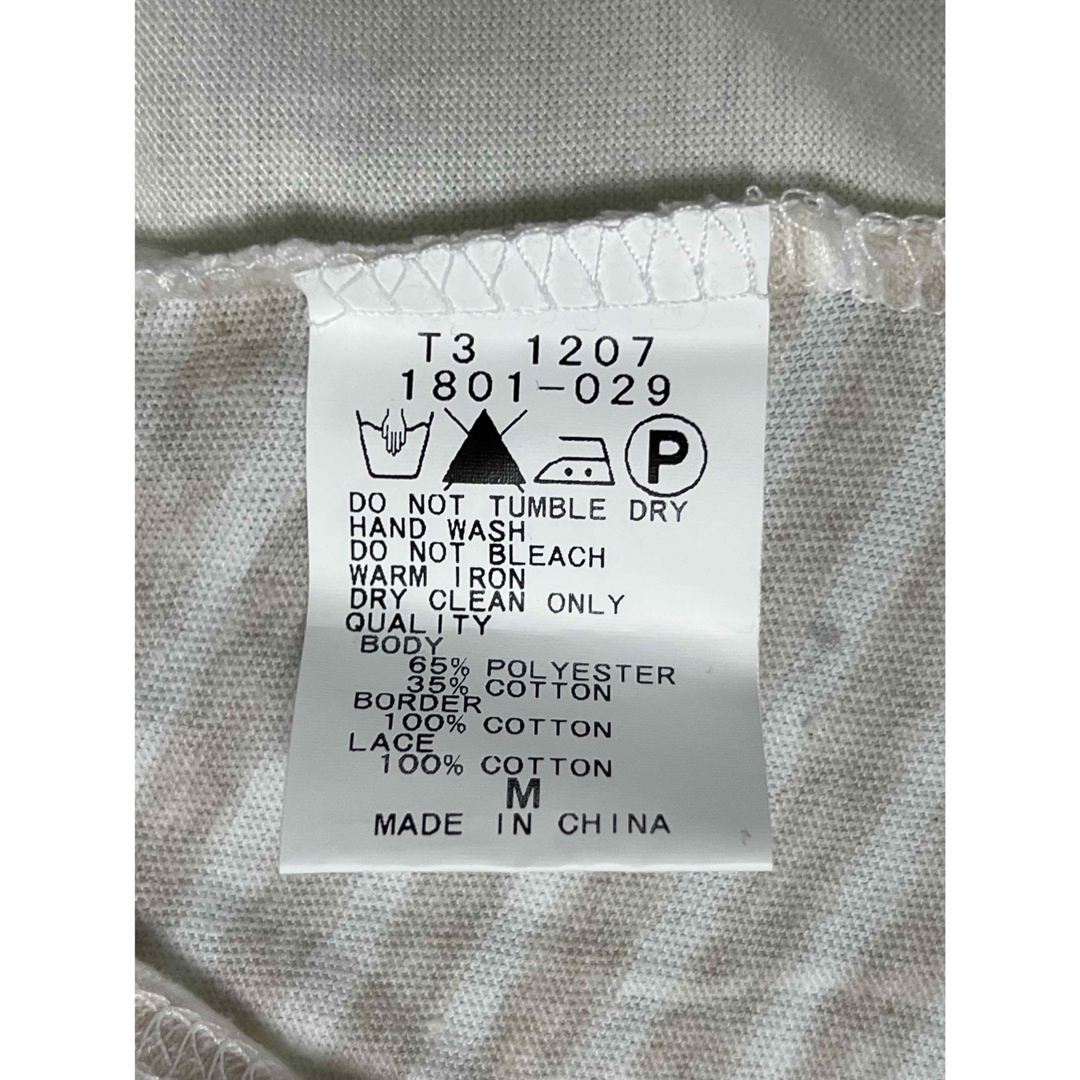 T3 1207
1801-029
P
DO NOT TUMBLE DRY
HAND WASH
DO NOT BLEACH
WARM IRON
DRY CLEAN ONLY
QUALITY
BODY
65% POLYESTER
35% COTTON
BORDER
100% COTTON
LACE
100% COTTON
M
MADE IN CHINA